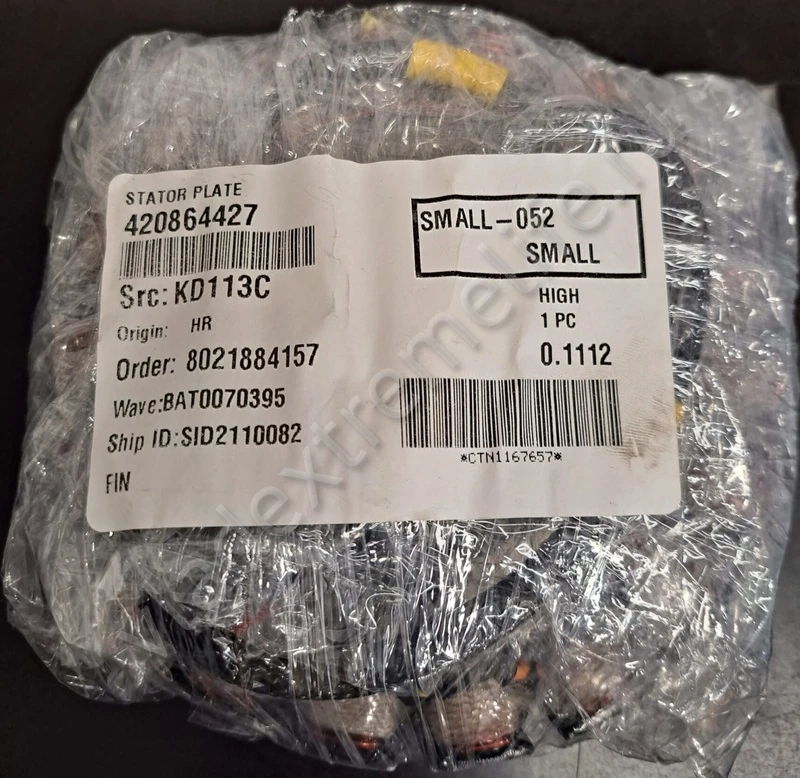 STATOR PLATE
420864427
Src: KD113C
Origin: HR
Order: 8021884157
Wave:BAT0070395
Ship ID:SID2110082
FIN
SMALL-052
SMALL
HIGH
1 PC
0.1112
*CTN1167657*